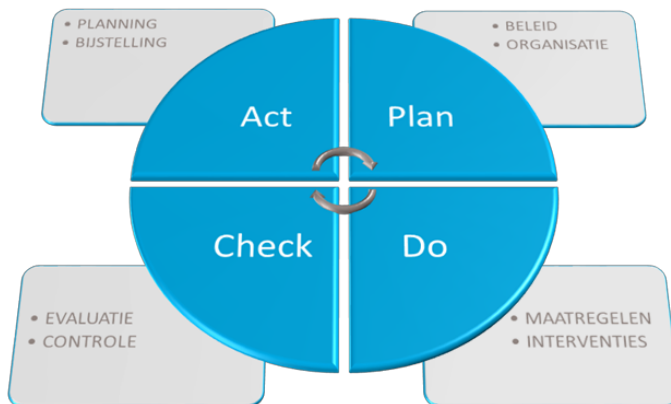 • PLANNING
• BIJSTELLING
• BELEID
• ORGANISATIE
Act
Plan
Check
Do
• EVALUATIE
• CONTROLE
• MAATREGELEN
• INTERVENTIES